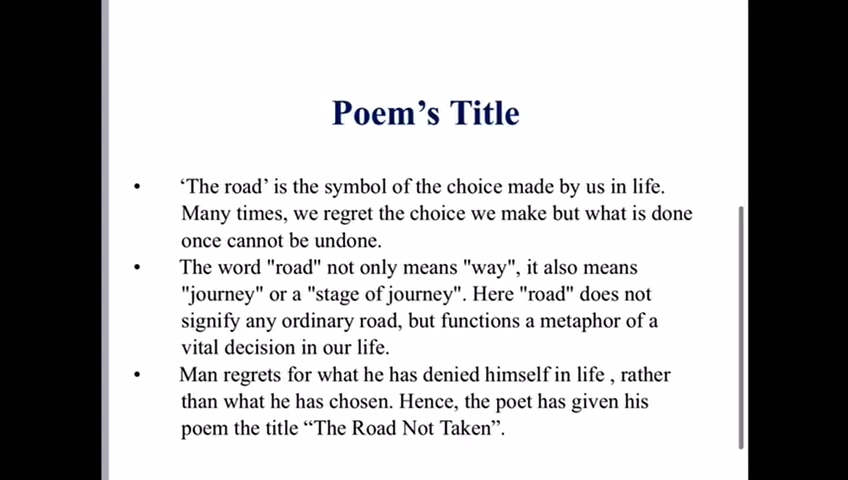 Poem’s Title
• ‘The road’ is the symbol of the choice made by us in life.
Many times, we regret the choice we make but what is done
once cannot be undone.
• The word "road" not only means "way", it also means
"journey" or a "stage of journey". Here "road" does not
signify any ordinary road, but functions a metaphor of a
vital decision in our life.
• Man regrets for what he has denied himself in life , rather
than what he has chosen. Hence, the poet has given his
poem the title “The Road Not Taken”.